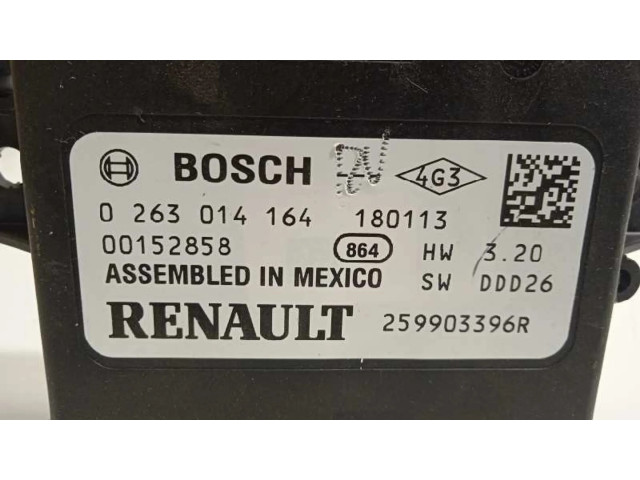 BOSCH 4G3
0 263 014 164 180113
00152858 864 HW 3.20
ASSEMBLED IN MEXICO SW DDD26
RENAULT 259903396R